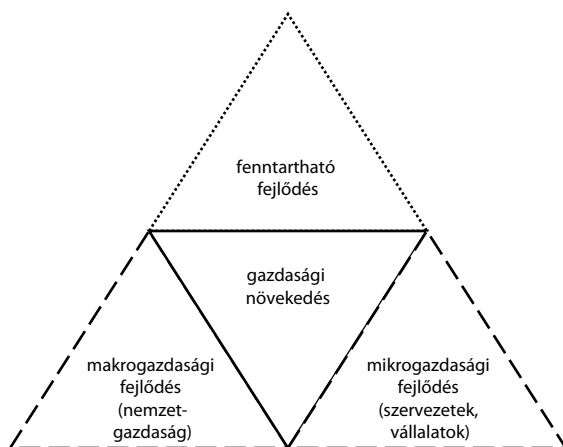 fenntartható
fejlődés
gazdasági
növekedés
makrogazdasági
fejlődés
(nemzet-
gazdaság)
mikrogazdasági
fejlődés
(szervezetek,
vállalatok)